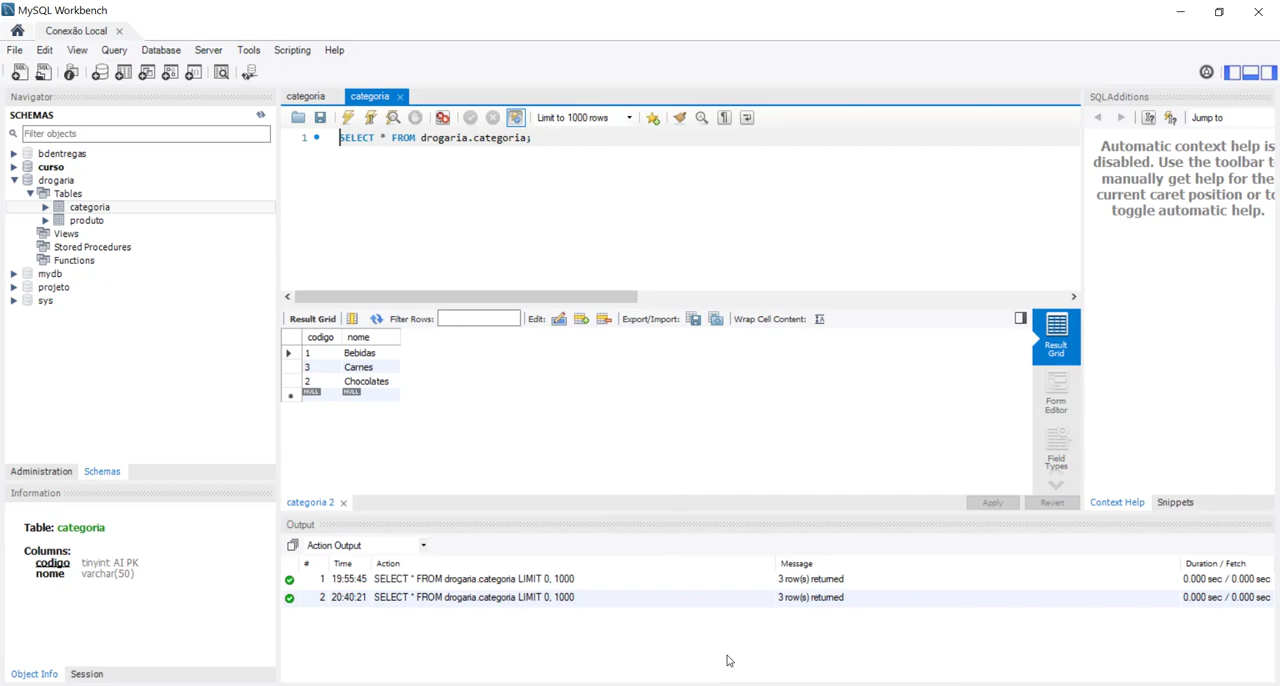 MySQL Workbench
Conexão Local
File Edit View Query Database Server Tools Scripting Help
Navigator
SCHEMAS
Filter objects
bdentregas
curso
drogaria
Tables
categoria
produto
Views
Stored Procedures
Functions
mydb
projeto
sys
Administration Schemas
Information
Table: categoria
Columns:
codigo tinyint AI PK
nome varchar(50)
Object Info Session
categoria categoria
Limit to 1000 rows
1 SELECT * FROM drogaria.categoria;
Result Grid Filter Rows: Edit: Export/Import: Wrap Cell Content:
codigo nome
1 Bebidas
3 Carnes
2 Chocolates
NULL NULL
Result
Grid
Form
Editor
Field
Types
categoria 2 Apply Revert
Output
Action Output
# Time Action Message Duration / Fetch
1 19:55:45 SELECT * FROM drogaria.categoria LIMIT 0, 1000 3 row(s) returned 0.000 sec / 0.000 sec
2 20:40:21 SELECT * FROM drogaria.categoria LIMIT 0, 1000 3 row(s) returned 0.000 sec / 0.000 sec
SQLAdditions
Jump to
Automatic context help is
disabled. Use the toolbar t
manually get help for the
current caret position or to
toggle automatic help.
Context Help Snippets